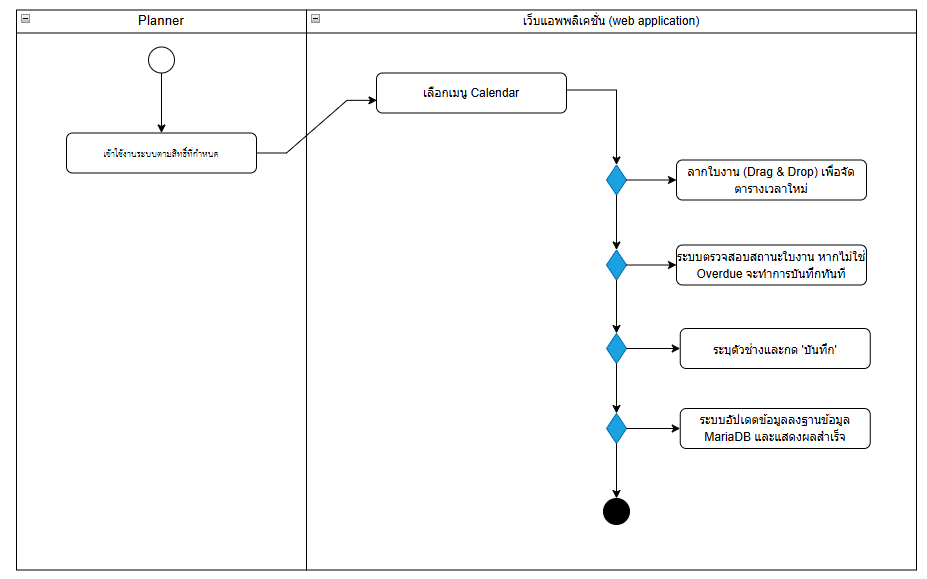 Planner
เว็บแอพพลิเคชั่น (web application)
เข้าใช้งานระบบตามสิทธิ์ที่กำหนด
เลือกเมนู Calendar
ลากใบงาน (Drag & Drop) เพื่อจัด
ตารางเวลาใหม่
ระบบตรวจสอบสถานะใบงาน หากไม่ใช่
Overdue จะทำการบันทึกทันที
ระบุตัวช่างและกด 'บันทึก'
ระบบอัปเดตข้อมูลลงฐานข้อมูล
MariaDB และแสดงผลสำเร็จ